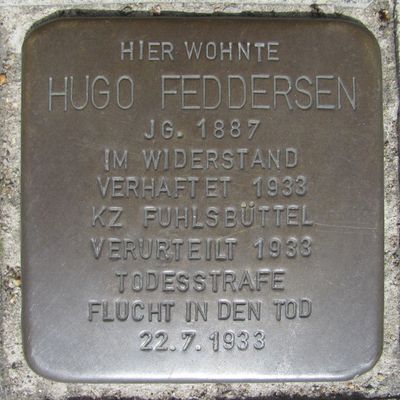 HIER WOHNTE
HUGO FEDDERSEN
JG. 1887
IM WIDERSTAND
VERHAFTET 1933
KZ FUHLSBÜTTEL
VERURTEILT 1933
TODESSTRAFE
FLUCHT IN DEN TOD
22.7.1933